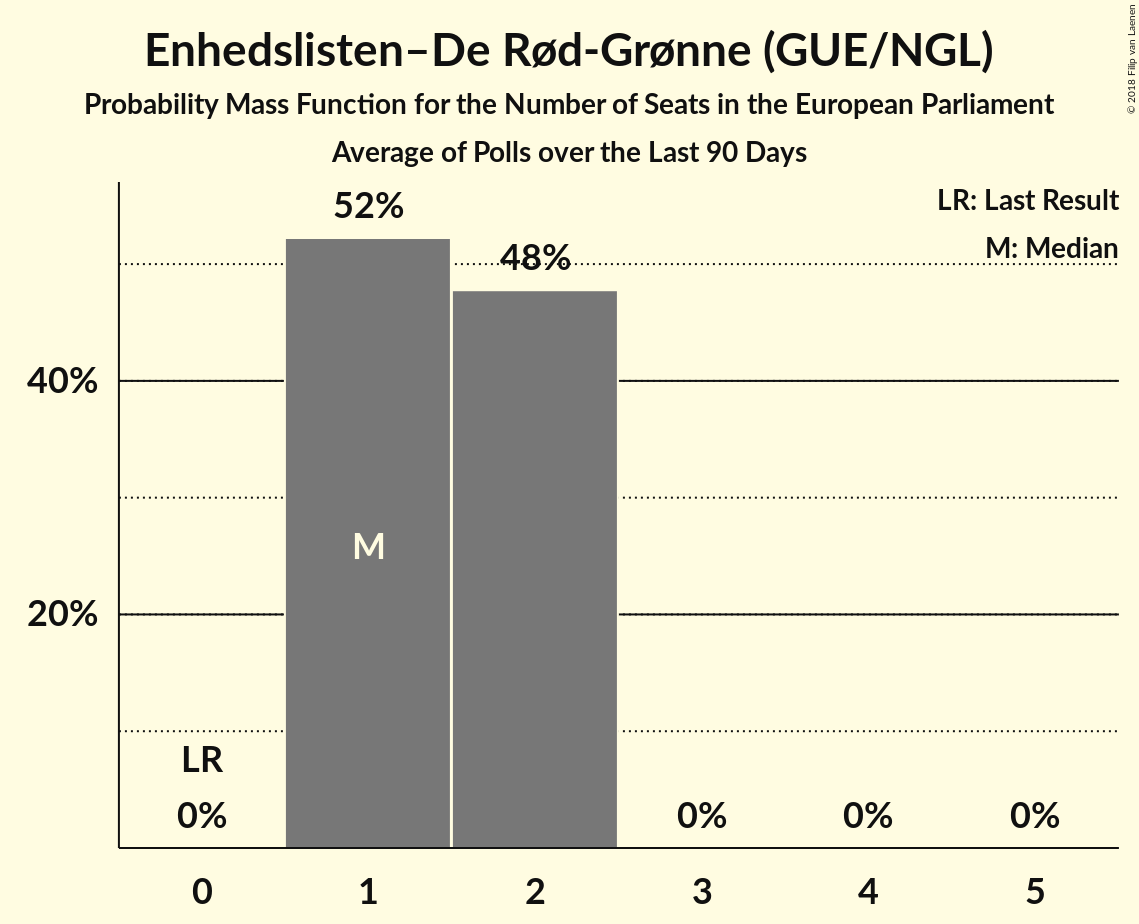 Enhedslisten–De Rød-Grønne (GUE/NGL)
Probability Mass Function for the Number of Seats in the European Parliament
Average of Polls over the Last 90 Days
© 2018 Filip van Laenen
LR: Last Result
M: Median
52%
48%
40%
20%
M
LR
0%
0%
0%
0%
0
1
2
3
4
5